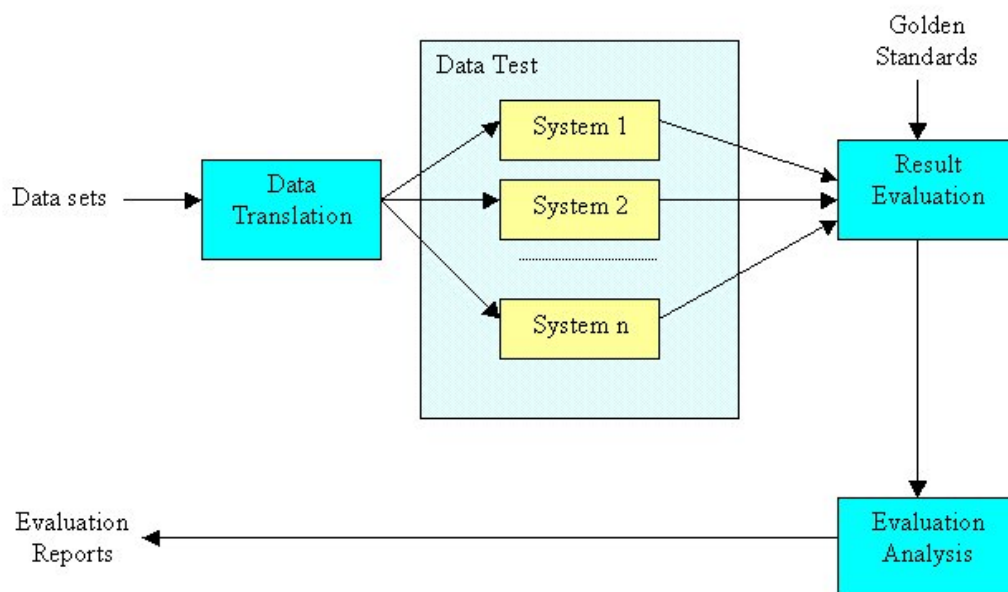 Golden
Standards
Data Test
System 1
Result
Evaluation
Data sets
Data
Translation
System 2
System n
Evaluation
Reports
Evaluation
Analysis